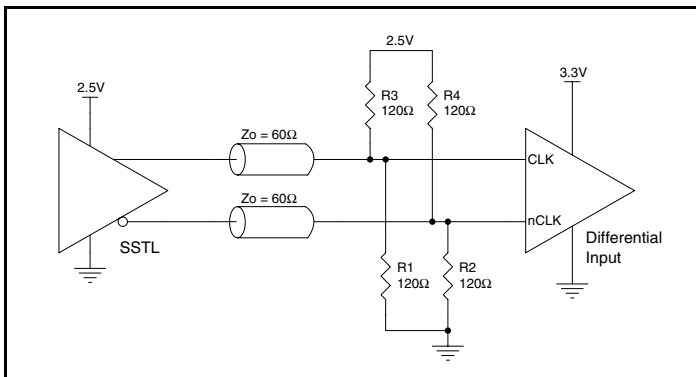 2.5V
2.5V
3.3V
R3
120Ω
R4
120Ω
Zo = 60Ω
CLK
Zo = 60Ω
nCLK
SSTL
Differential
Input
R1
120Ω
R2
120Ω